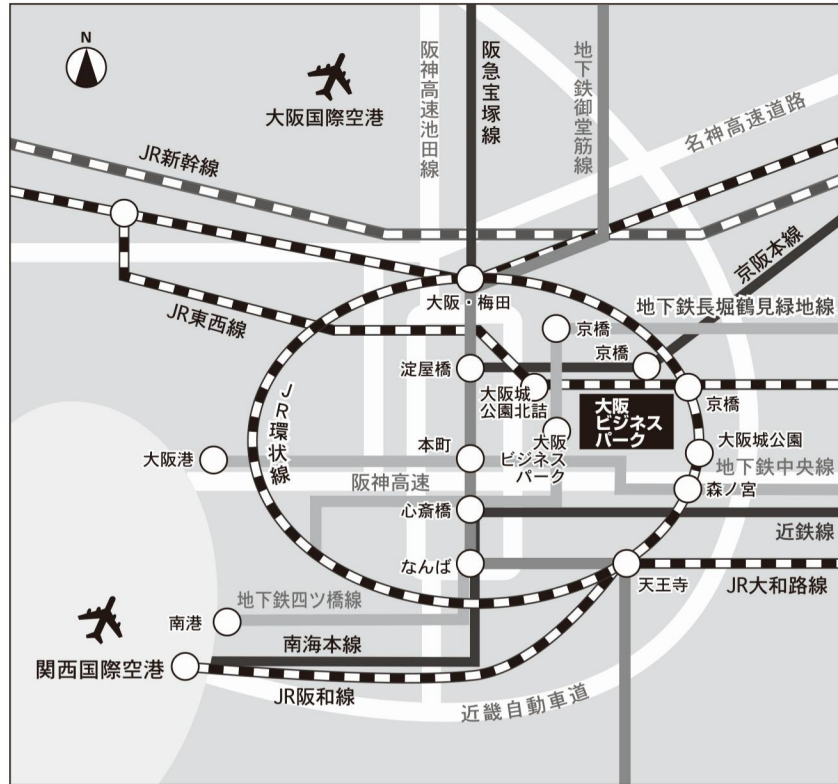 N
大阪国際空港
阪神高速池田線
阪急宝塚線
地下鉄御堂筋線
名神高速道路
JR新幹線
京阪本線
大阪・梅田
地下鉄長堀鶴見緑地線
JR東西線
京橋
京橋
淀屋橋
大阪城
公園北詰
京橋
大阪
ビジネス
パーク
JR環状線
大阪城公園
大阪
ビジネス
パーク
本町
大阪港
地下鉄中央線
阪神高速
森ノ宮
心斎橋
近鉄線
なんば
天王寺
JR大和路線
地下鉄四ツ橋線
南港
南海本線
関西国際空港
JR阪和線
近畿自動車道